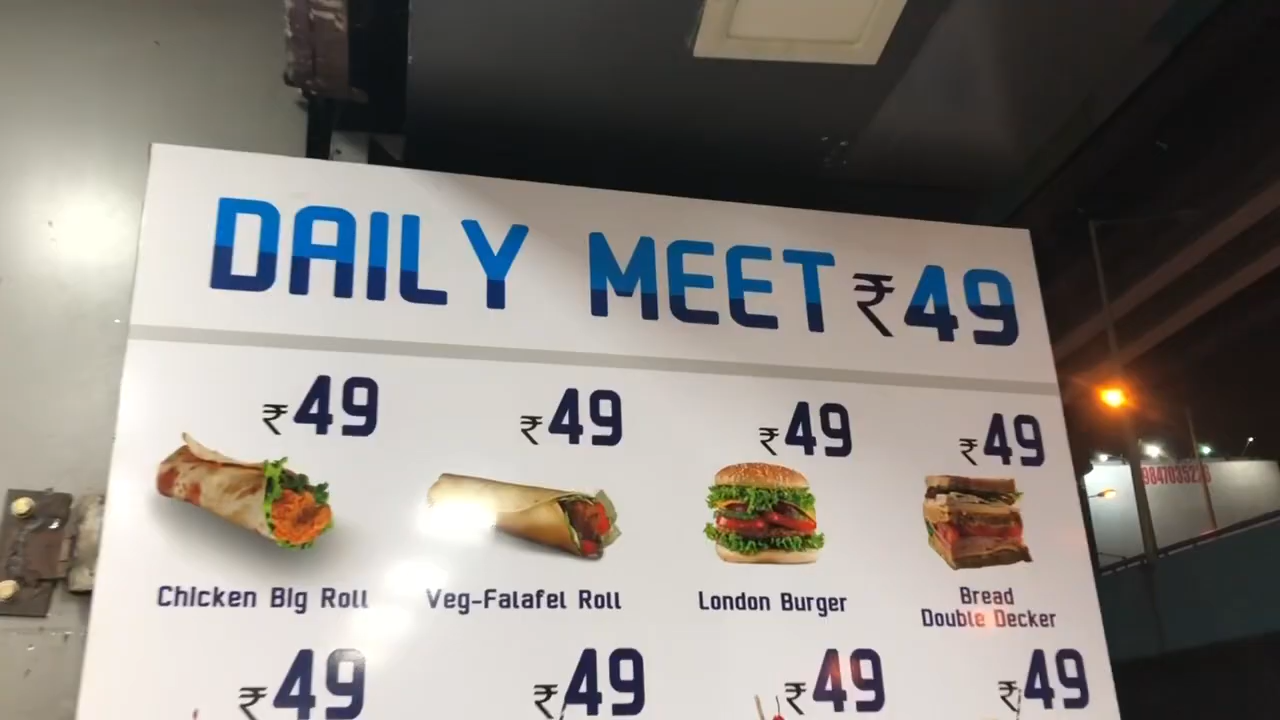 DAILY MEET ₹49
₹49
₹49
₹49
₹49
Chicken Big Roll
Veg-Falafel Roll
London Burger
Bread
Double Decker
₹49
₹49
₹49
₹49